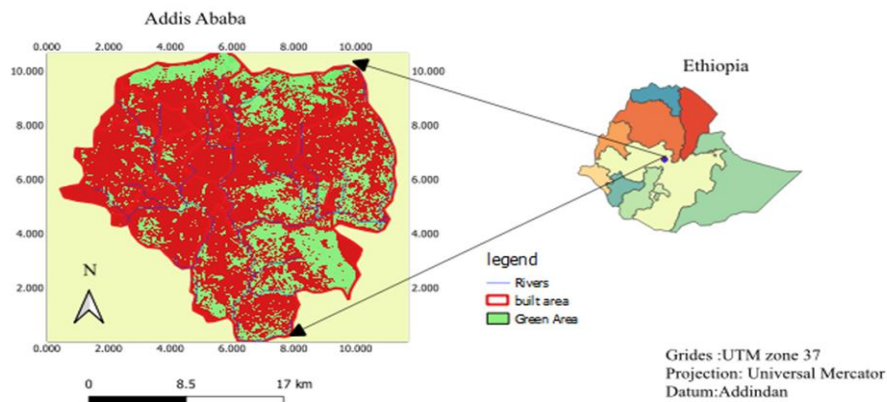 Addis Ababa
0.000 2.000 4.000 6.000 8.000 10.000
10.000 10.000
8.000 8.000
6.000 6.000
4.000 4.000
2.000 2.000
N
0.000 2.000 4.000 6.000 8.000 10.000
0 8.5 17 km
Ethiopia
legend
Rivers
built area
Green Area
Grides :UTM zone 37
Projection: Universal Mercator
Datum:Addindan